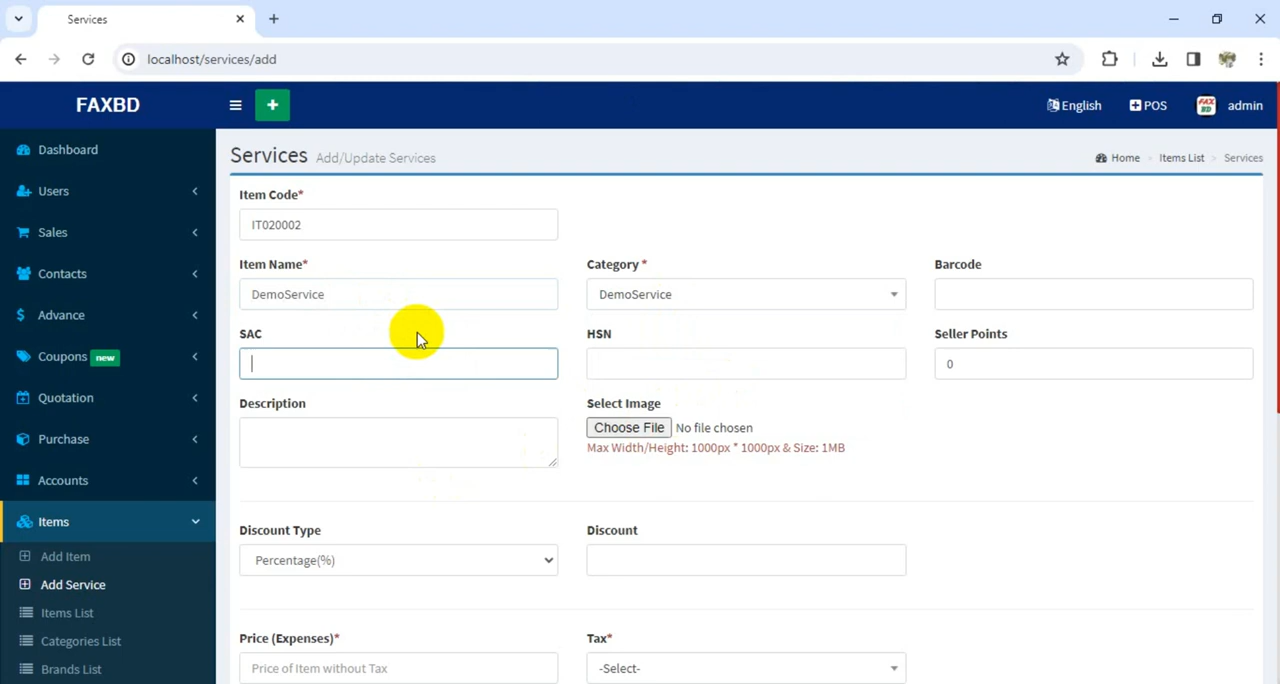 Services
localhost/services/add
FAXBD
+
English
POS
FAX BD
admin
Dashboard
Users
Sales
Contacts
Advance
Coupons new
Quotation
Purchase
Accounts
Items
Add Item
Add Service
Items List
Categories List
Brands List
Services Add/Update Services
Home > Items List > Services
Item Code*
IT020002
Item Name*
DemoService
Category *
DemoService
Barcode
SAC
HSN
Seller Points
0
Description
Select Image
Choose File No file chosen
Max Width/Height: 1000px * 1000px & Size: 1MB
Discount Type
Percentage(%)
Discount
Price (Expenses)*
Price of Item without Tax
Tax*
-Select-